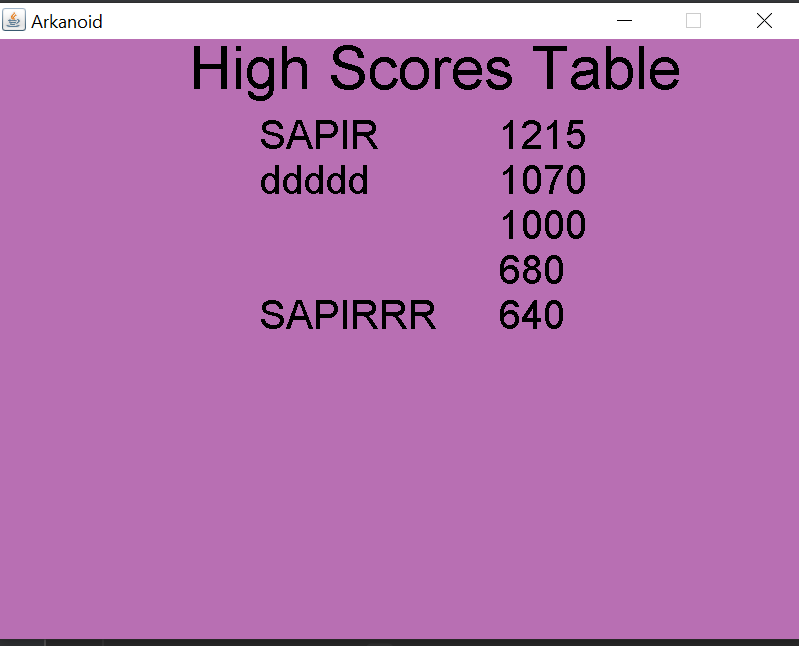 Arkanoid
High Scores Table
SAPIR 1215
ddddd 1070
1000
680
SAPIRRR 640